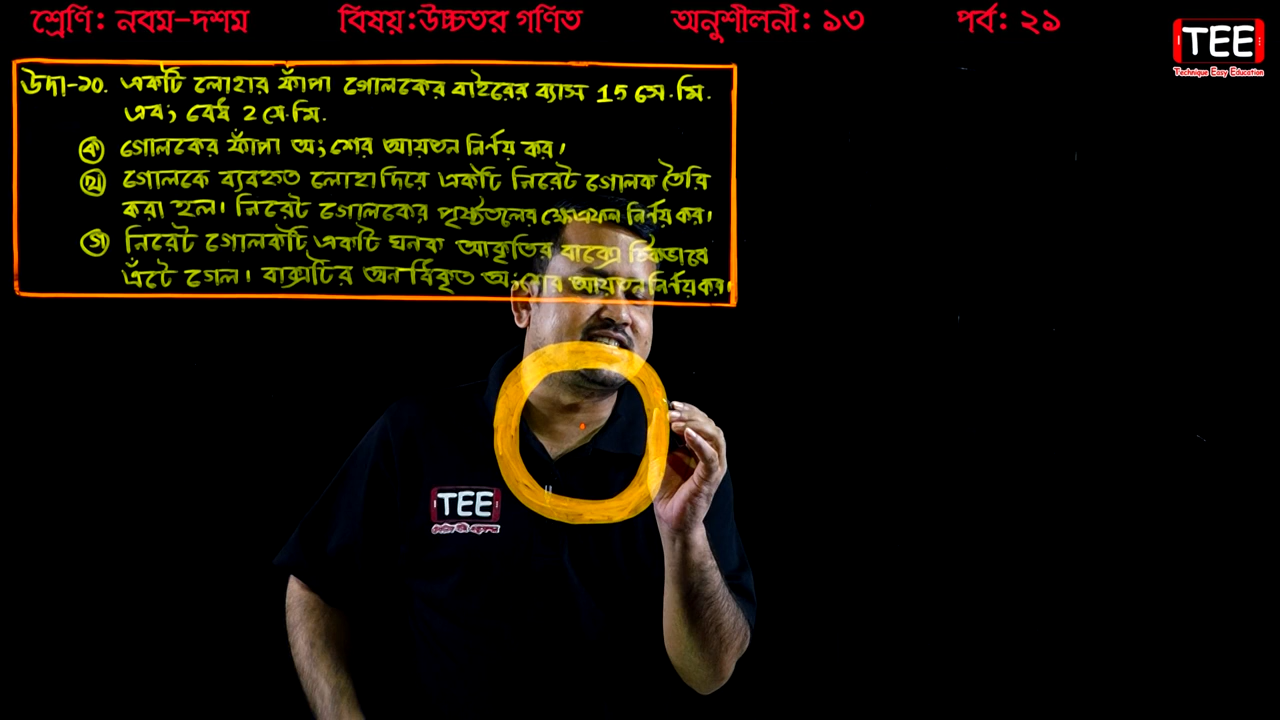 শ্রেণি: নবম-দশম বিষয়:উচ্চতর গণিত অনুশীলনী: ১৩ পর্ব: ২১
TEE
Technique Easy Education
উদা-১০. একটি লোহার ফাঁপা গোলকের বাইরের ব্যাস 15 সে.মি.
এবং বেধ 2 সে.মি.
ক গোলকের ফাঁপা অংশের আয়তন নির্ণয় কর।
খ গোলকে ব্যবহৃত লোহা দিয়ে একটি নিরেট গোলক তৈরি
করা হল। নিরেট গোলকের পৃষ্ঠতলের ক্ষেত্রফল নির্ণয় কর।
গ নিরেট গোলকটি একটি ঘনক আকৃতির বাক্সে ঠিকভাবে
এঁটে গেল। বাক্সটির অনধিকৃত অংশের আয়তন নির্ণয় কর।
TEE